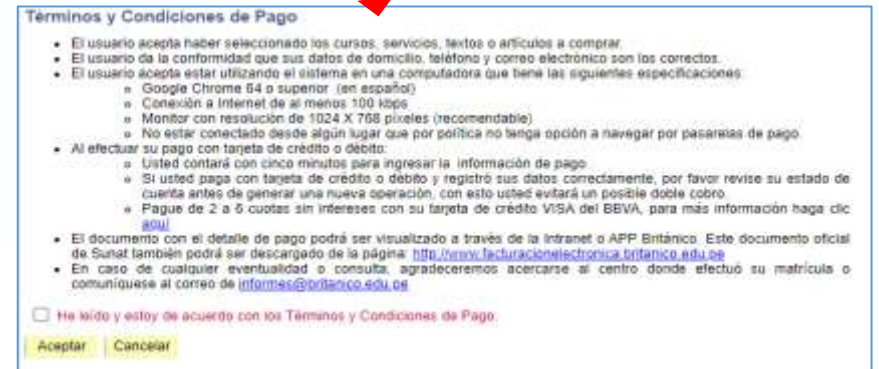 Términos y Condiciones de Pago
El usuario acepta haber seleccionado los cursos, servicios, textos o artículos a comprar.
El usuario da la conformidad que sus datos de domicilio, teléfono y correo electrónico son los correctos.
El usuario acepta estar utilizando el sistema en una computadora que tiene las siguientes especificaciones:
Google Chrome 64 o superior (en español)
Conexión a Internet de al menos 100 kbps
Monitor con resolución de 1024 X 768 píxeles (recomendable)
No estar conectado desde algún lugar que por política no tenga opción a navegar por pasarelas de pago.
Al efectuar su pago con tarjeta de crédito o débito:
Usted contará con cinco minutos para ingresar la información de pago.
Si usted paga con tarjeta de crédito o débito y registró sus datos correctamente, por favor revise su estado de
cuenta antes de generar una nueva operación, con esto usted evitará un posible doble cobro.
Pague de 2 a 6 cuotas sin intereses con su tarjeta de crédito VISA del BBVA, para más información haga clic
aquí
El documento con el detalle de pago podrá ser visualizado a través de la Intranet o APP Británico. Este documento oficial
de Sunat también podrá ser descargado de la página: http://www.facturacionelectronica.britanico.edu.pe
En caso de cualquier eventualidad o consulta, agradeceremos acercarse al centro donde efectuó su matrícula o
comuníquese al correo de informes@britanico.edu.pe
He leído y estoy de acuerdo con los Términos y Condiciones de Pago.
Aceptar Cancelar